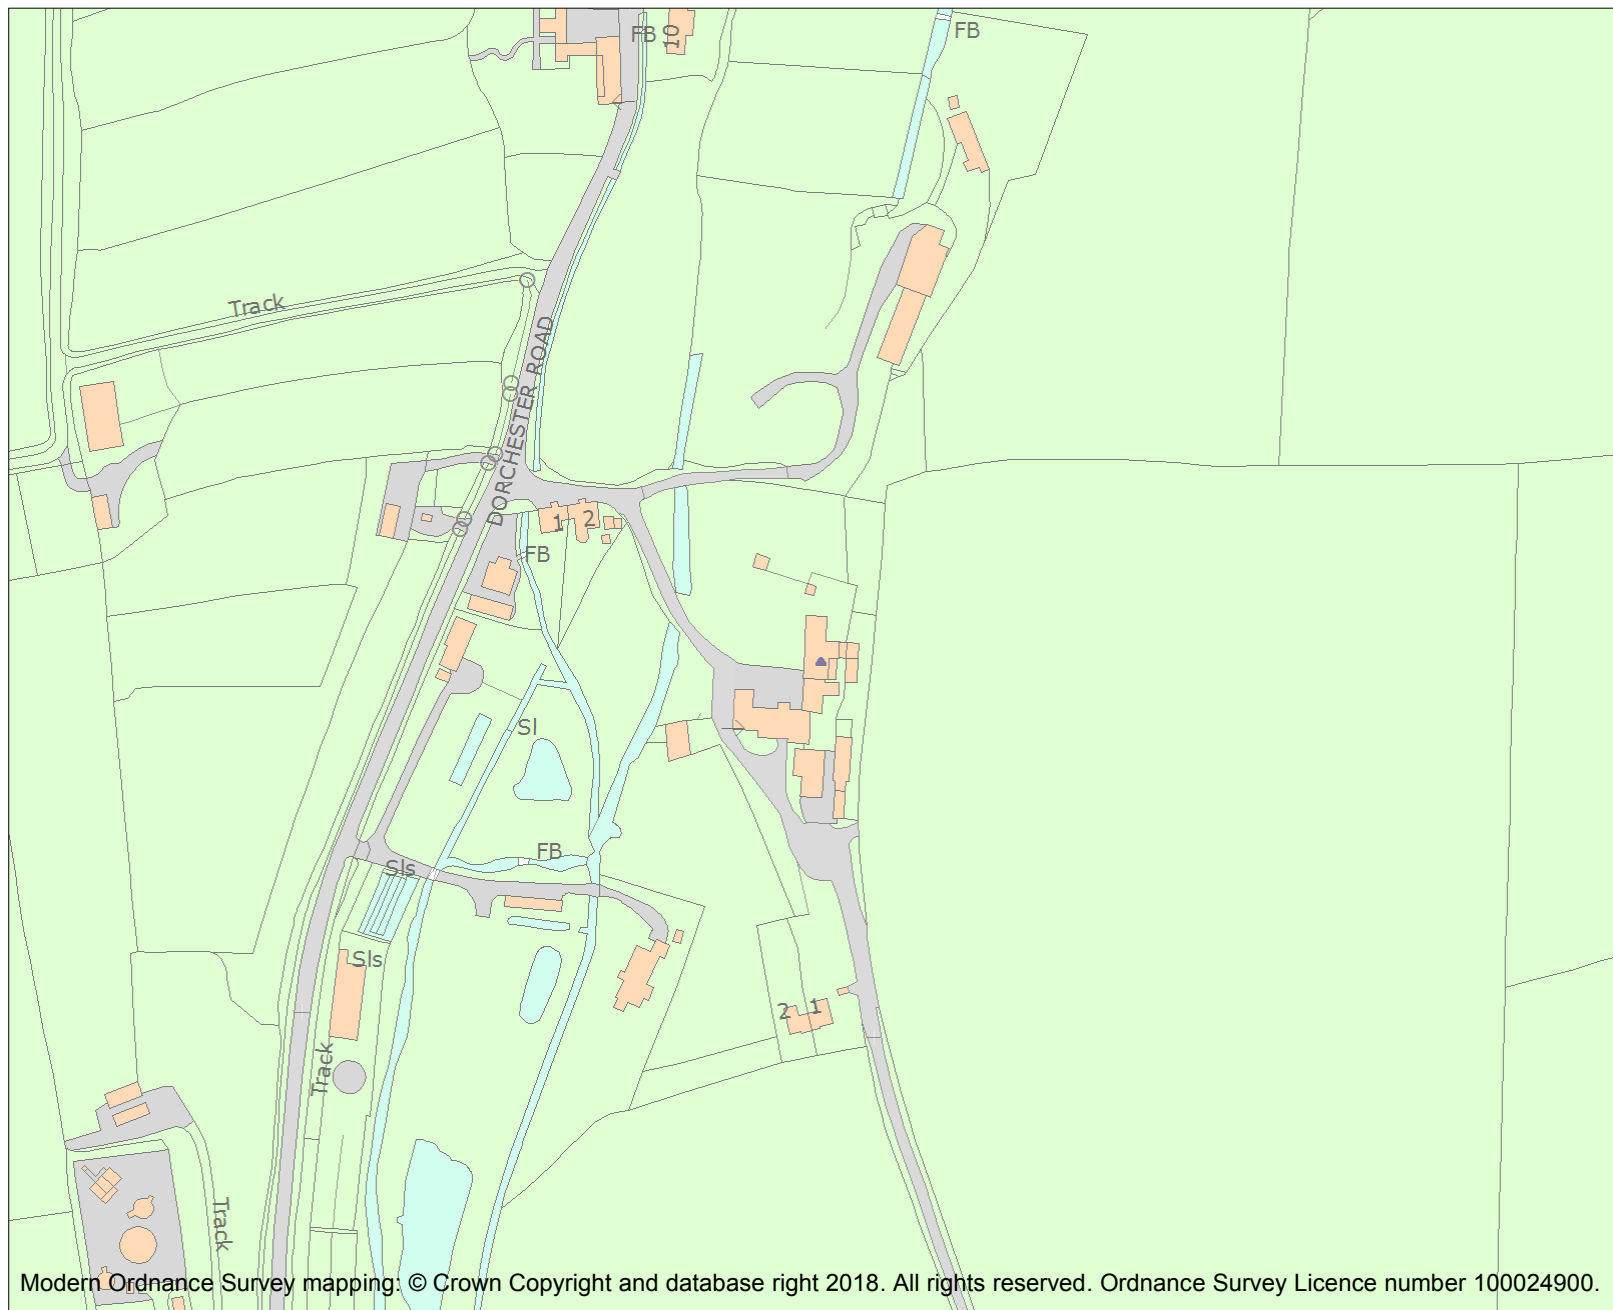 FB
10
FB
Track
DORCHESTER ROAD
1
2
FB
Sl
FB
Sls
Sls
2
1
Track
Track
Modern Ordnance Survey mapping: © Crown Copyright and database right 2018. All rights reserved. Ordnance Survey Licence number 100024900.